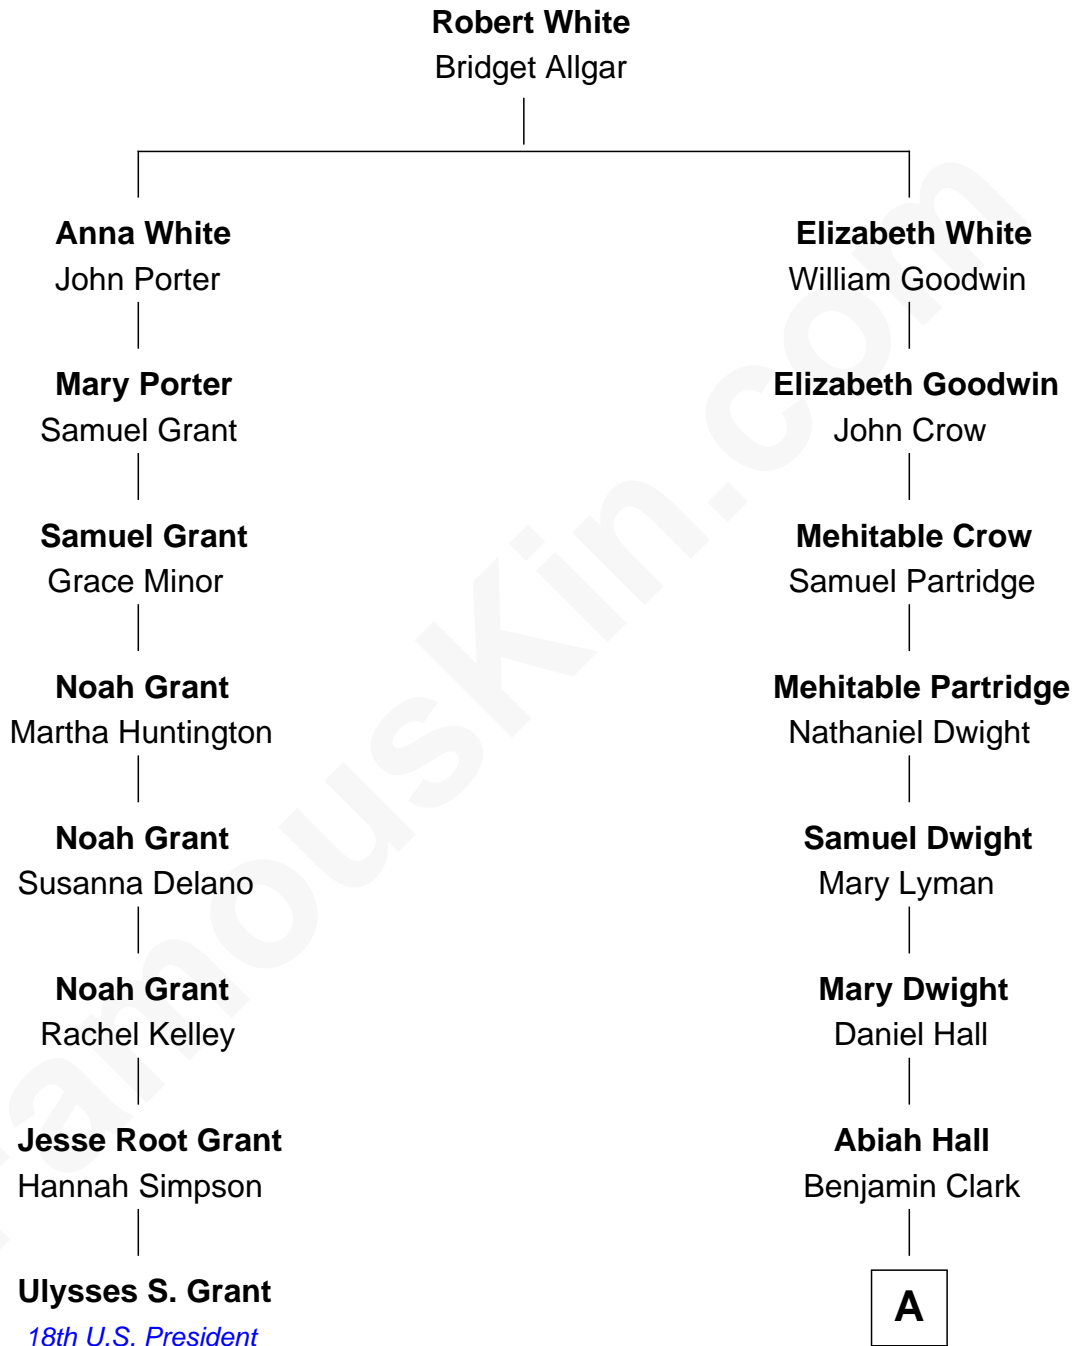 Robert White
Bridget Allgar
Anna White
John Porter
Elizabeth White
William Goodwin
Mary Porter
Samuel Grant
Elizabeth Goodwin
John Crow
Samuel Grant
Grace Minor
Mehitable Crow
Samuel Partridge
Noah Grant
Martha Huntington
Mehitable Partridge
Nathaniel Dwight
Noah Grant
Susanna Delano
Samuel Dwight
Mary Lyman
Noah Grant
Rachel Kelley
Mary Dwight
Daniel Hall
Jesse Root Grant
Hannah Simpson
Abiah Hall
Benjamin Clark
Ulysses S. Grant
18th U.S. President
A
FamousKin.com